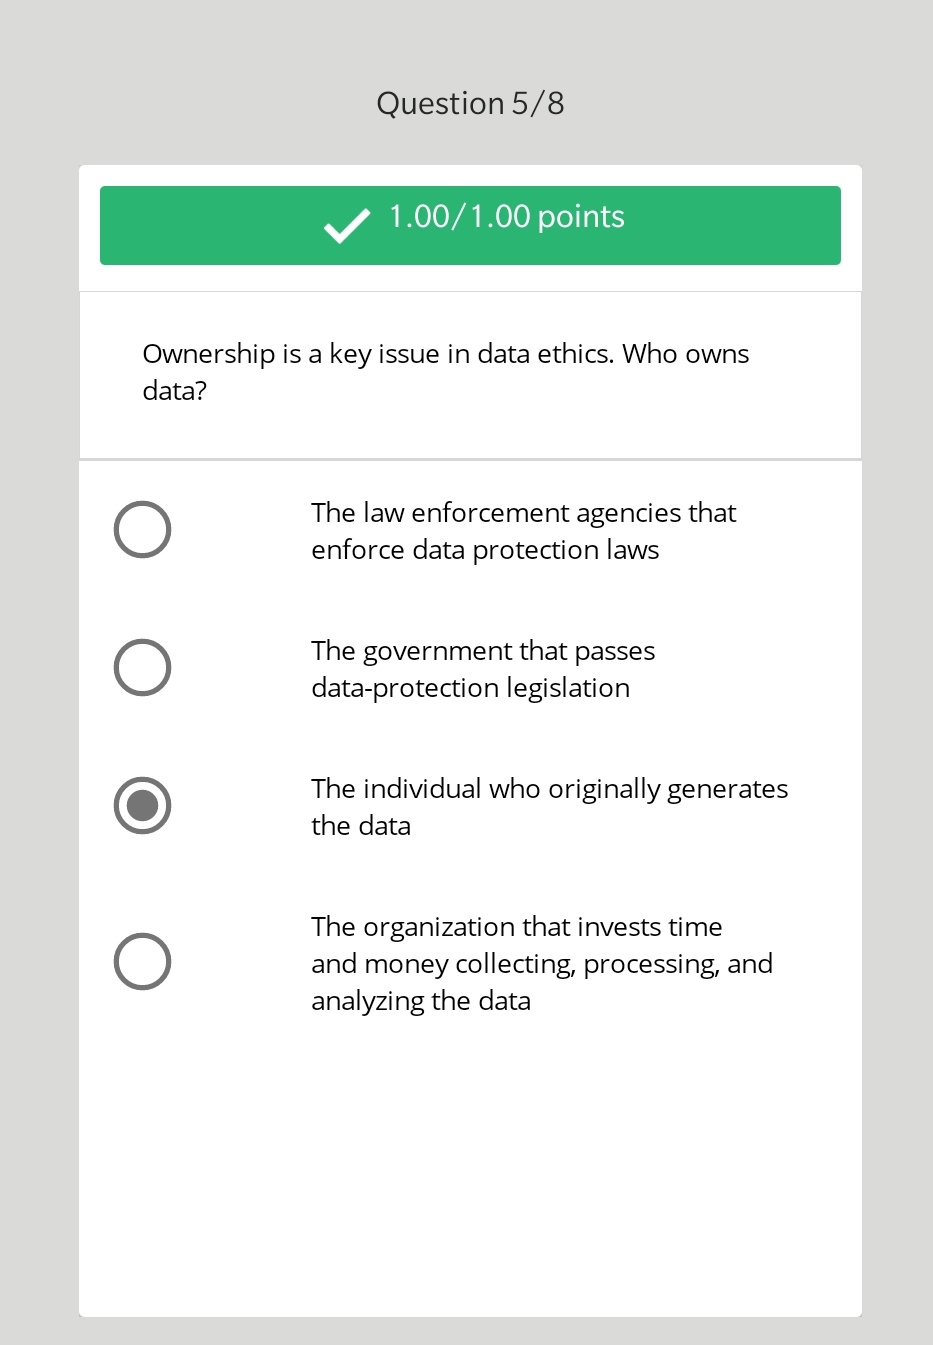 Question 5/8
1.00/1.00 points
Ownership is a key issue in data ethics. Who owns
data?
The law enforcement agencies that
enforce data protection laws
The government that passes
data-protection legislation
The individual who originally generates
the data
The organization that invests time
and money collecting, processing, and
analyzing the data